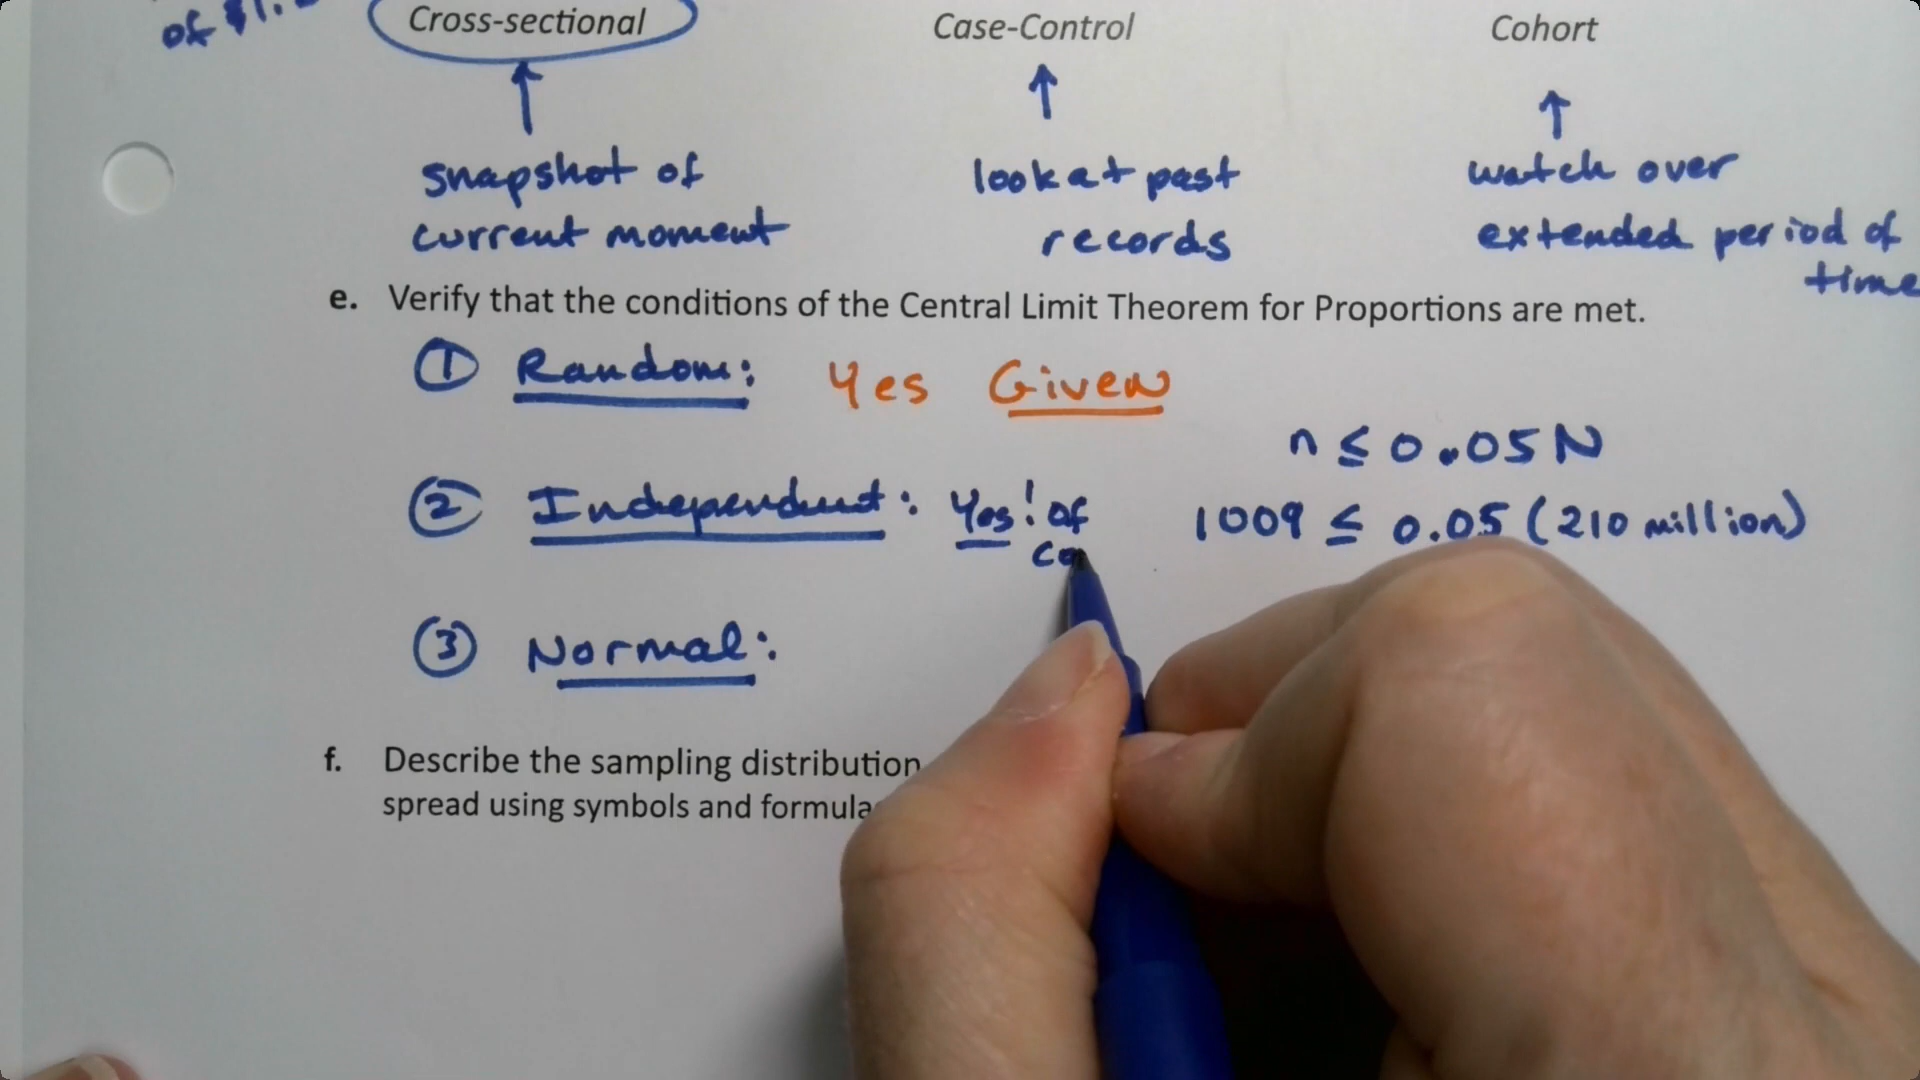 of $1.
Cross-sectional Case-Control Cohort
snapshot of look at past watch over
current moment records extended period of
time
e. Verify that the conditions of the Central Limit Theorem for Proportions are met.
① Random: Yes Given
n ≤ 0.05N
② Independent: Yes! of 1009 ≤ 0.05 (210 million)
co
③ Normal:
f. Describe the sampling distribution
spread using symbols and formula